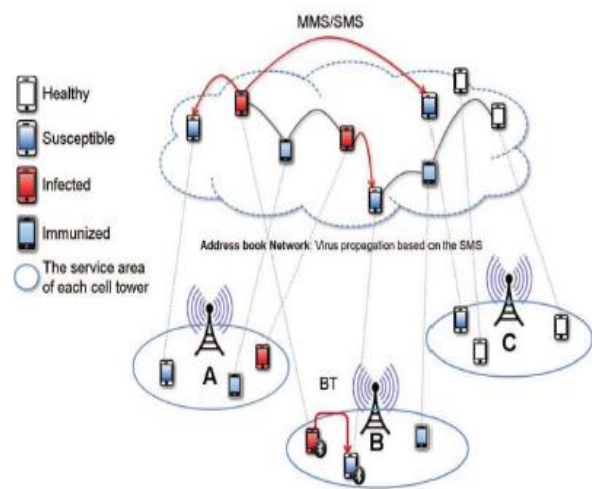 MMS/SMS
Healthy
Susceptible
Infected
Immunized
The service area
of each cell tower
Address book Network: Virus propagation based on the SMS
A
BT
B
C